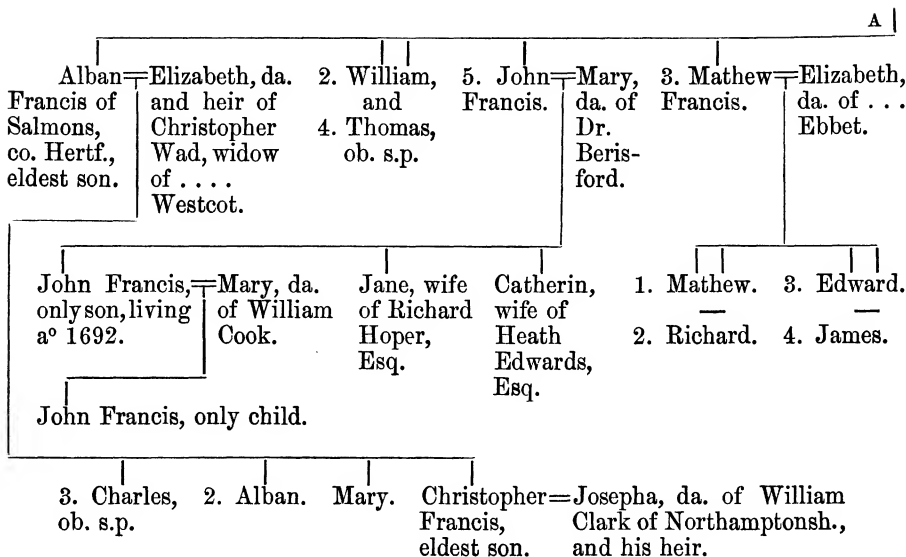 A
Alban Francis of
Salmons,
co. Hertf.,
eldest son.
Elizabeth, da.
and heir of
Christopher
Wad, widow
of . . . .
Westcot.
2. William,
and
4. Thomas,
ob. s.p.
5. John
Francis.
Mary,
da. of
Dr.
Beris-
ford.
3. Mathew
Francis.
Elizabeth,
da. of . . .
Ebbet.
John Francis,
only son, living
aº 1692.
Mary, da.
of William
Cook.
Jane, wife
of Richard
Hoper,
Esq.
Catherin,
wife of
Heath
Edwards,
Esq.
1. Mathew.
2. Richard.
3. Edward.
4. James.
John Francis, only child.
3. Charles,
ob. s.p.
2. Alban.
Mary.
Christopher
Francis,
eldest son.
Josepha, da. of William
Clark of Northamptonsh.,
and his heir.